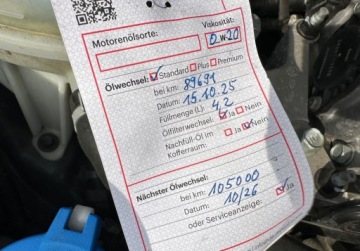 Motorenölsorte: Viskosität:
0W20
Ölwechsel: Standard Plus Premium
bei km: 89691
Datum: 15.10.25
Füllmenge (L): 4,2
Ölfilterwechsel: Ja Nein
Nachfüll-Öl im Ja Nein
Kofferraum:
Nächster Ölwechsel:
bei km: 105000
Datum: 10/26
oder Serviceanzeige: Ja